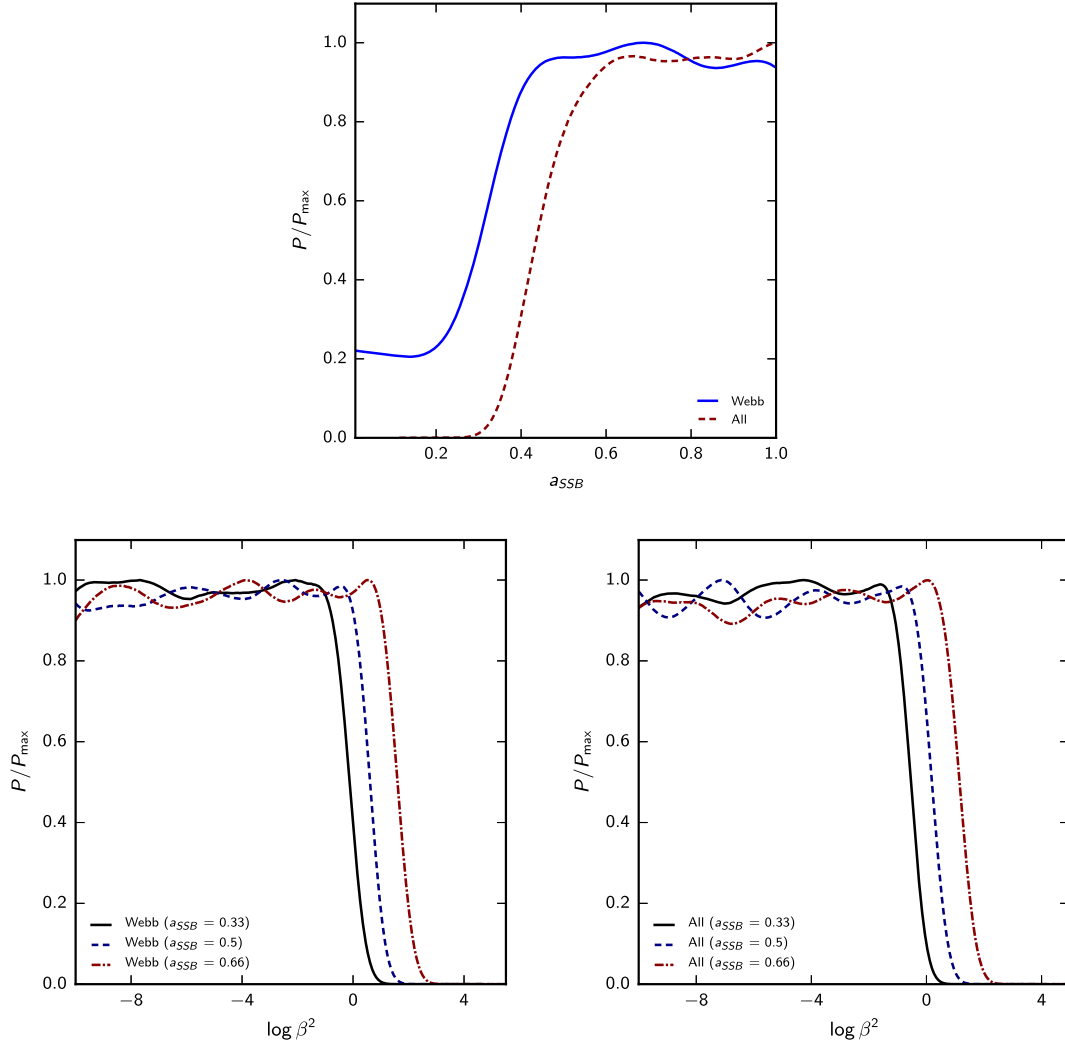 1.0
0.8
0.6
0.4
0.2
0.0
P/P_max
0.2 0.4 0.6 0.8 1.0
a_SSB
Webb
All
1.0
0.8
0.6
0.4
0.2
0.0
P/P_max
−8 −4 0 4
log β²
Webb (a_SSB = 0.33)
Webb (a_SSB = 0.5)
Webb (a_SSB = 0.66)
1.0
0.8
0.6
0.4
0.2
0.0
P/P_max
−8 −4 0 4
log β²
All (a_SSB = 0.33)
All (a_SSB = 0.5)
All (a_SSB = 0.66)